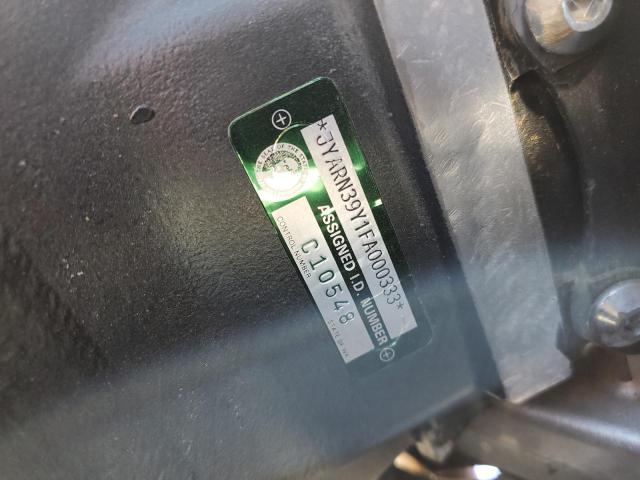 *JYARN39Y1FA000333*
ASSIGNED I.D. NUMBER
C10548
CONTROL NUMBER